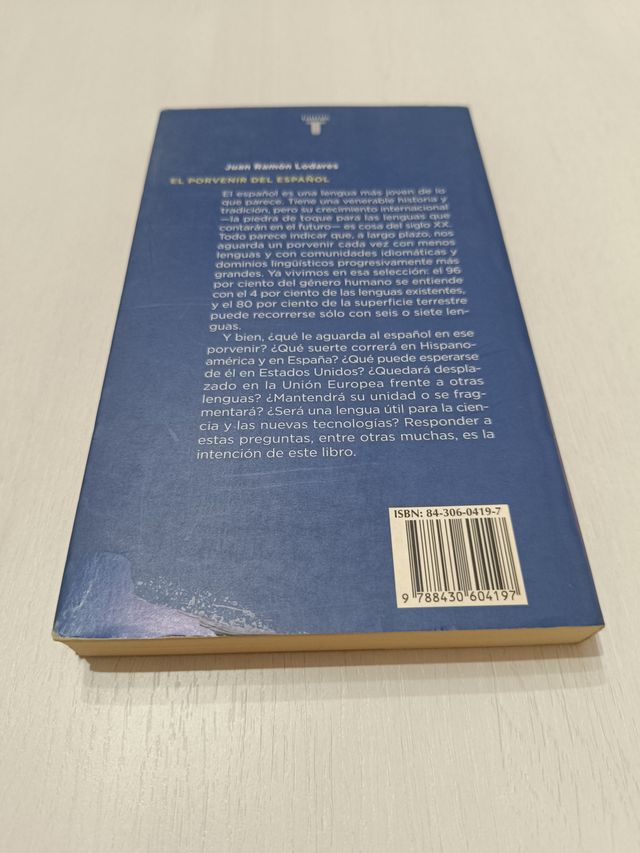 Juan Ramón Lodares
EL PORVENIR DEL ESPAÑOL
El español es una lengua más joven de lo
que parece. Tiene una venerable historia y
tradición, pero su crecimiento internacional
—la piedra de toque para las lenguas que
contarán en el futuro— es cosa del siglo XX.
Todo parece indicar que, a largo plazo, nos
aguarda un porvenir cada vez con menos
lenguas y con comunidades idiomáticas y
dominios lingüísticos progresivamente más
grandes. Ya vivimos en esa selección: el 96
por ciento del género humano se entiende
con el 4 por ciento de las lenguas existentes,
y el 80 por ciento de la superficie terrestre
puede recorrerse sólo con seis o siete len-
guas.
Y bien, ¿qué le aguarda al español en ese
porvenir? ¿Qué suerte correrá en Hispano-
américa y en España? ¿Qué puede esperarse
de él en Estados Unidos? ¿Quedará despla-
zado en la Unión Europea frente a otras
lenguas? ¿Mantendrá su unidad o se frag-
mentará? ¿Será una lengua útil para la cien-
cia y las nuevas tecnologías? Responder a
estas preguntas, entre otras muchas, es la
intención de este libro.
ISBN: 84-306-0419-7
9 788430 604197